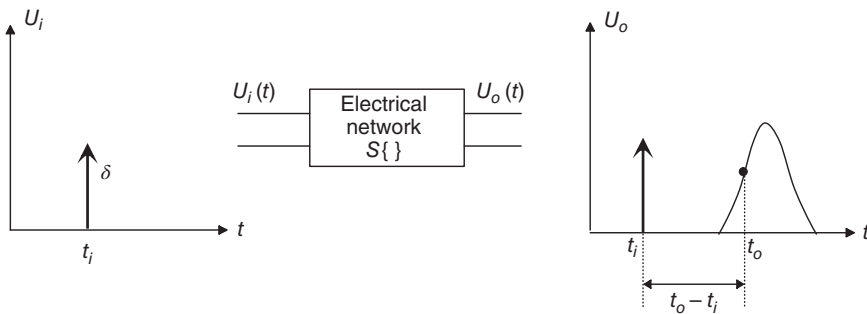 U_i
δ
t_i
t
U_i (t)
Electrical
network
S{ }
U_o (t)
U_o
t_i
t_o
t
t_o – t_i